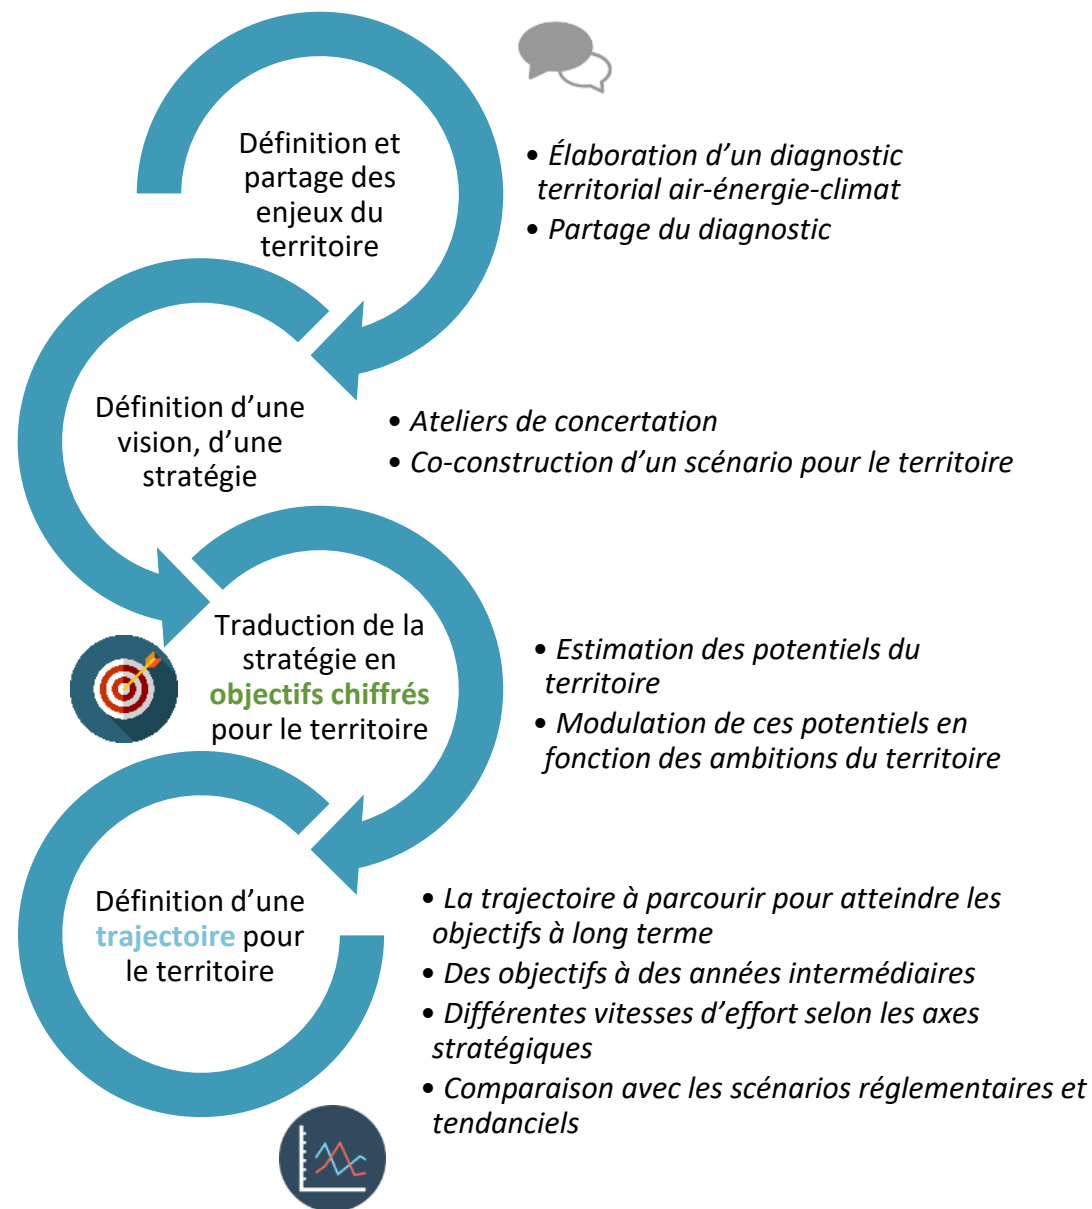 Définition et
partage des
enjeux du
territoire
• Élaboration d’un diagnostic
territorial air-énergie-climat
• Partage du diagnostic
Définition d’une
vision, d’une
stratégie
• Ateliers de concertation
• Co-construction d’un scénario pour le territoire
Traduction de la
stratégie en
objectifs chiffrés
pour le territoire
• Estimation des potentiels du
territoire
• Modulation de ces potentiels en
fonction des ambitions du territoire
Définition d’une
trajectoire pour
le territoire
• La trajectoire à parcourir pour atteindre les
objectifs à long terme
• Des objectifs à des années intermédiaires
• Différentes vitesses d’effort selon les axes
stratégiques
• Comparaison avec les scénarios réglementaires et
tendanciels